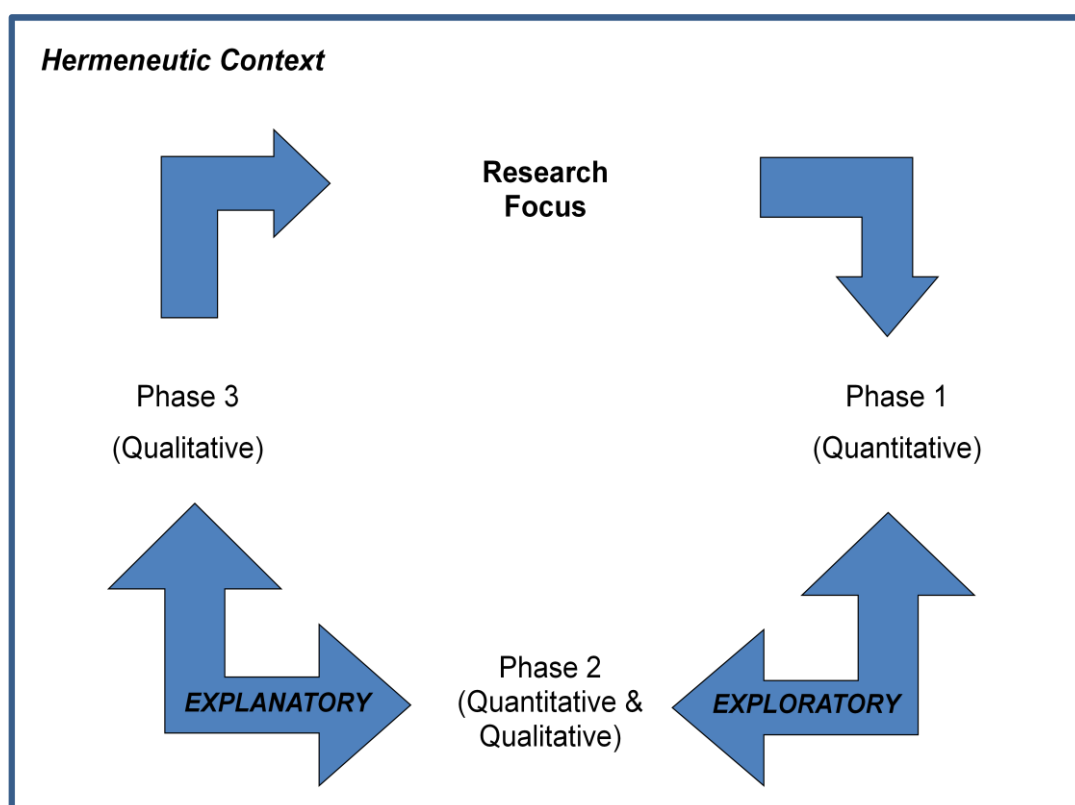 Hermeneutic Context
Research
Focus
Phase 3
(Qualitative)
Phase 1
(Quantitative)
EXPLANATORY
Phase 2
(Quantitative &
Qualitative)
EXPLORATORY